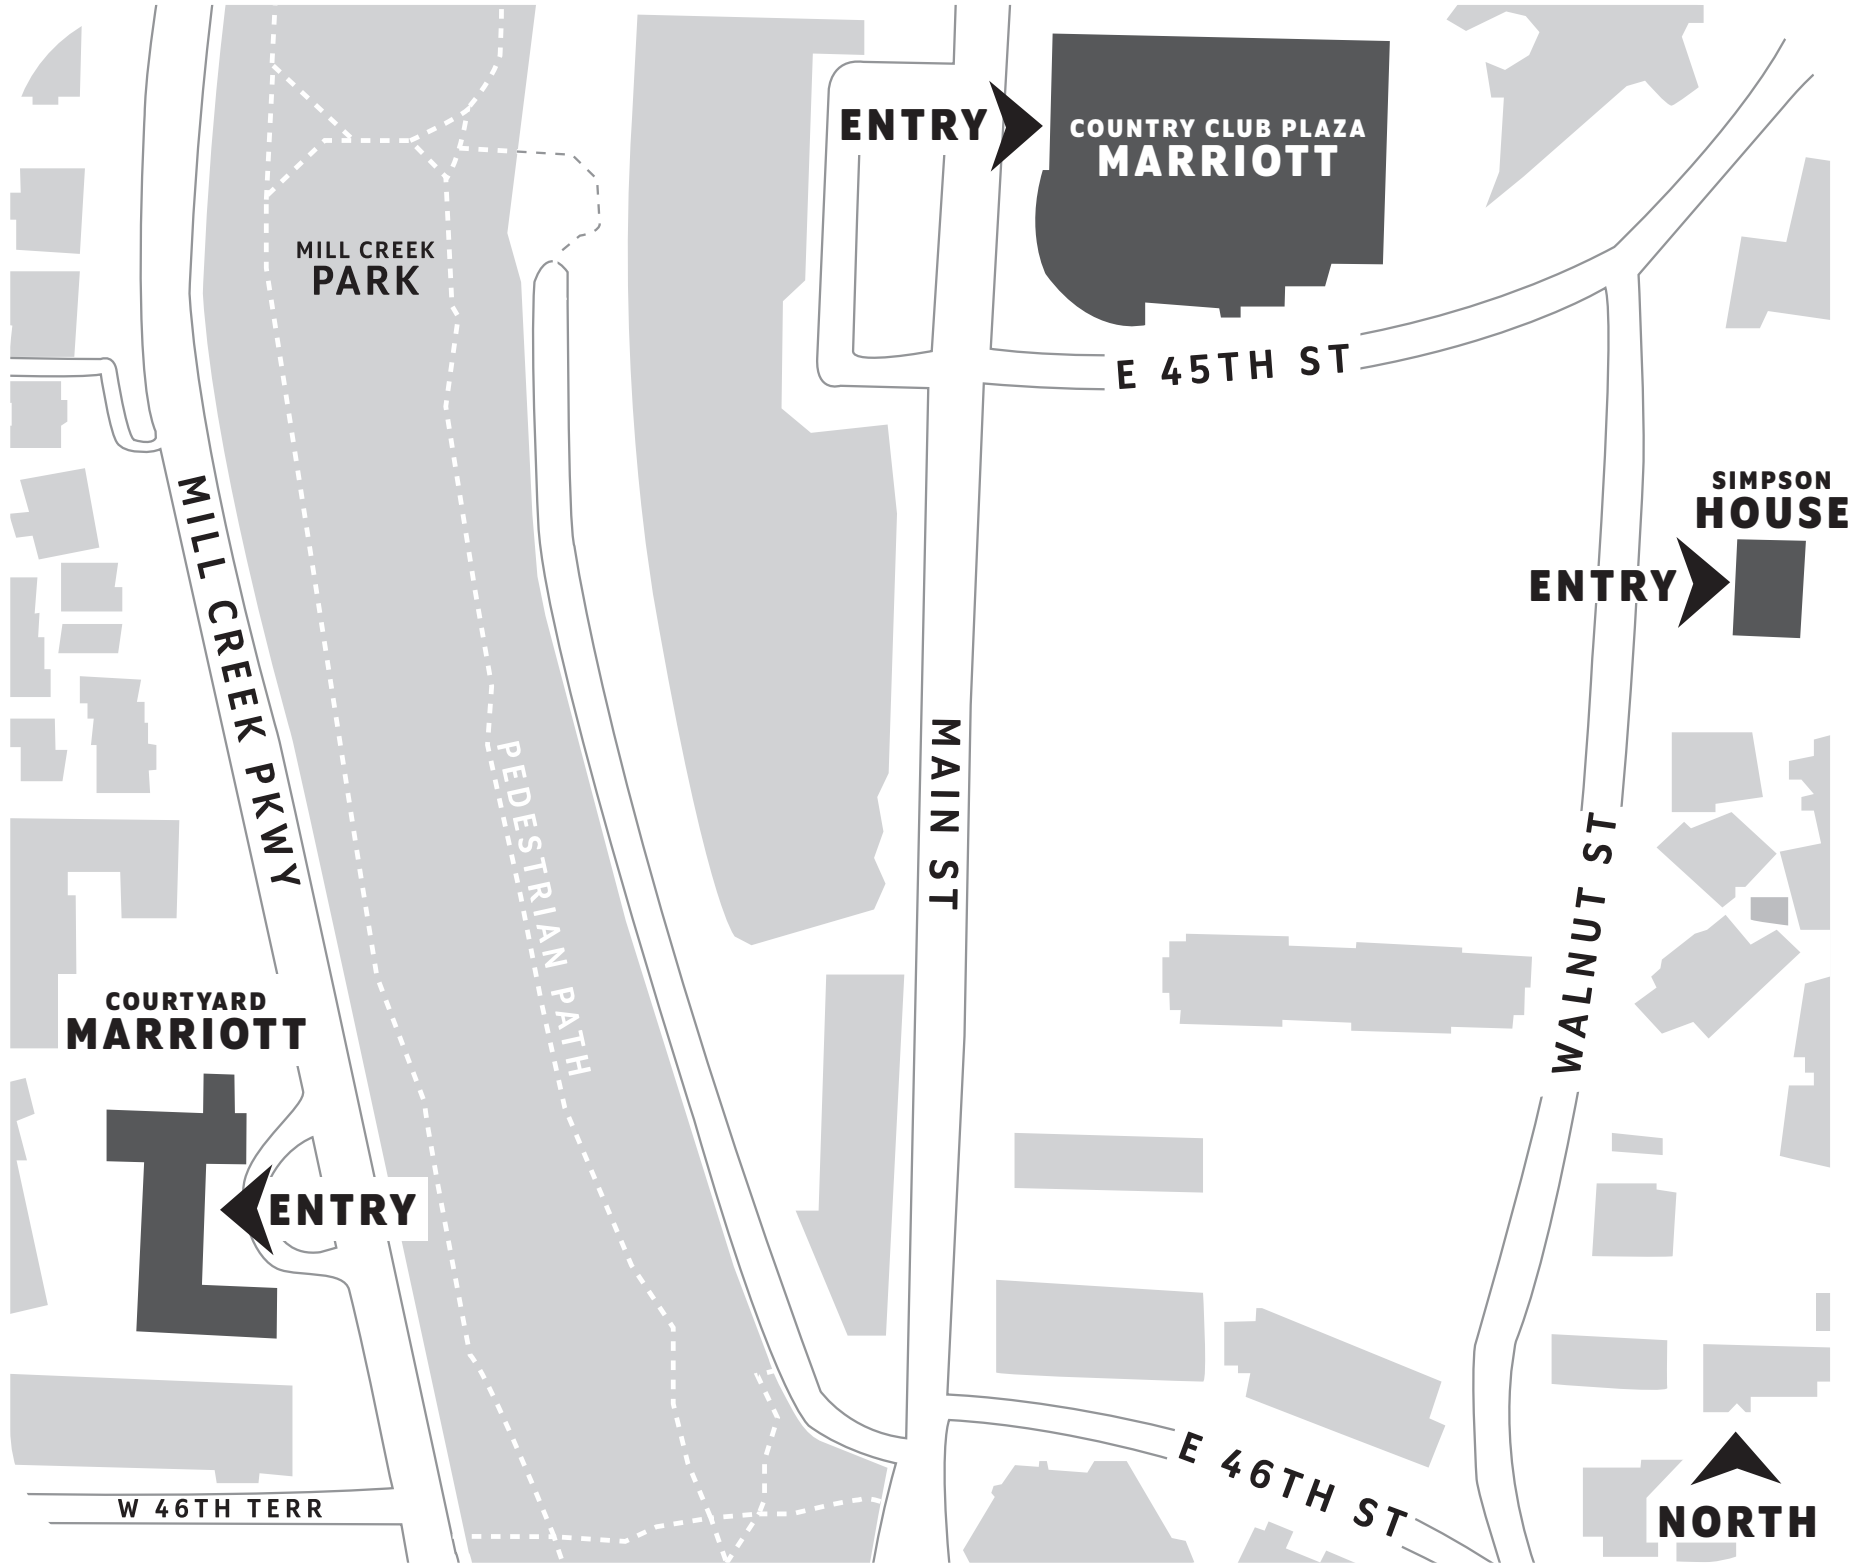 ENTRY
COUNTRY CLUB PLAZA
MARRIOTT
MILL CREEK
PARK
E 45TH ST
SIMPSON
HOUSE
ENTRY
MILL CREEK PKWY
PEDESTRIAN PATH
MAIN ST
WALNUT ST
COURTYARD
MARRIOTT
ENTRY
E 46TH ST
W 46TH TERR
NORTH